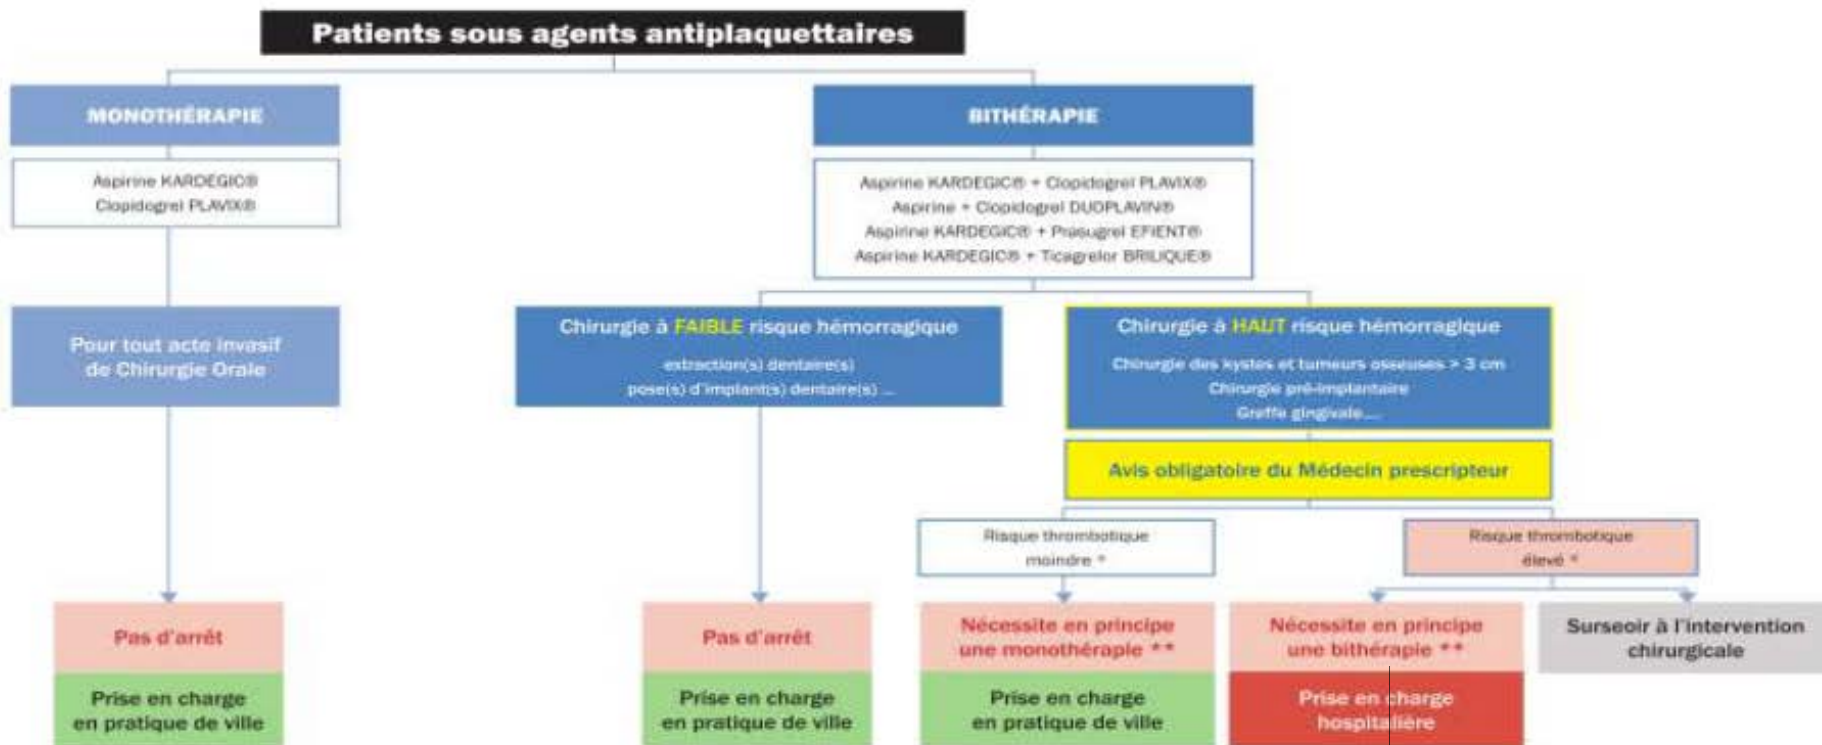 Patients sous agents antiplaquettaires
MONOTHÉRAPIE
Aspirine KARDEGIC®
Clopidogrel PLAVIX®
Pour tout acte invasif
de Chirurgie Orale
Pas d'arrêt
Prise en charge
en pratique de ville
BITHÉRAPIE
Aspirine KARDEGIC® + Clopidogrel PLAVIX®
Aspirine + Clopidogrel DUOPLAVIN®
Aspirine KARDEGIC® + Prasugrel EFIENT®
Aspirine KARDEGIC® + Ticagrelor BRILIQUE®
Chirurgie à FAIBLE risque hémorragique
extraction(s) dentaire(s)
pose(s) d'implant(s) dentaire(s) ...
Pas d'arrêt
Prise en charge
en pratique de ville
Chirurgie à HAUT risque hémorragique
Chirurgie des kystes et tumeurs osseuses > 3 cm
Chirurgie pré-implantaire
Greffe gingivale...
Avis obligatoire du Médecin prescripteur
Risque thrombotique
moindre *
Nécessite en principe
une monothérapie **
Prise en charge
en pratique de ville
Risque thrombotique
élevé *
Nécessite en principe
une bithérapie **
Prise en charge
hospitalière
Surseoir à l'intervention
chirurgicale